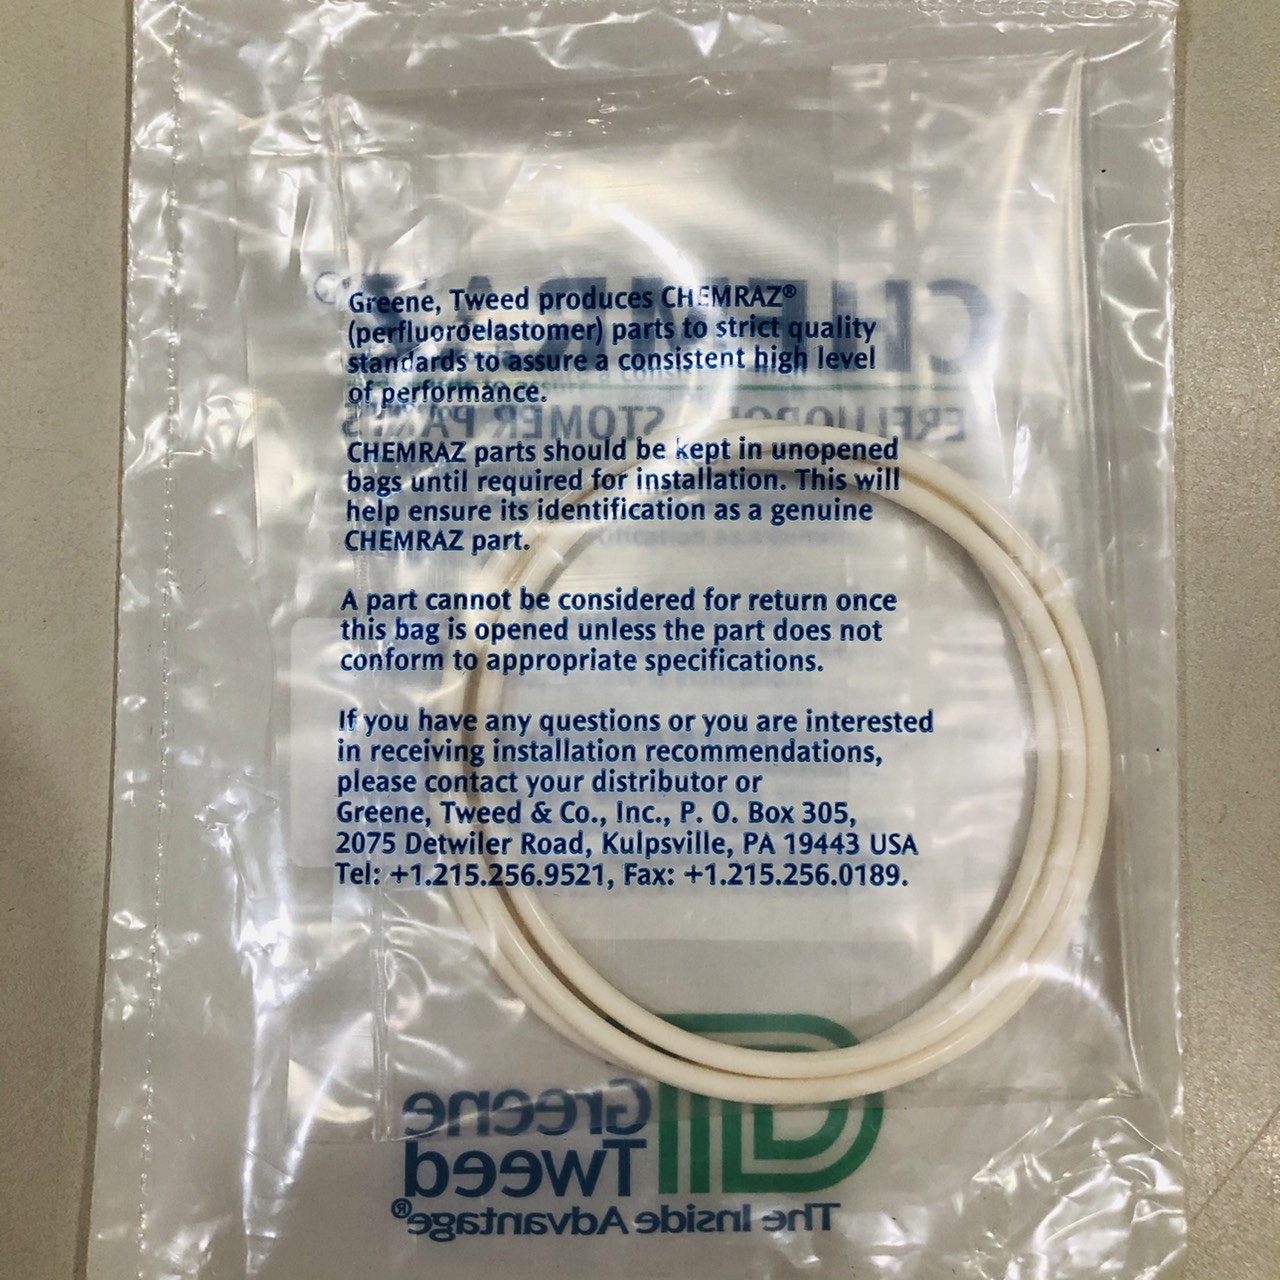 Greene, Tweed produces CHEMRAZ®
(perfluoroelastomer) parts to strict quality
standards to assure a consistent high level
of performance.
CHEMRAZ parts should be kept in unopened
bags until required for installation. This will
help ensure its identification as a genuine
CHEMRAZ part.
A part cannot be considered for return once
this bag is opened unless the part does not
conform to appropriate specifications.
If you have any questions or you are interested
in receiving installation recommendations,
please contact your distributor or
Greene, Tweed & Co., Inc., P. O. Box 305,
2075 Detwiler Road, Kulpsville, PA 19443 USA
Tel: +1.215.256.9521, Fax: +1.215.256.0189.
Greene
Tweed
The Inside Advantage®